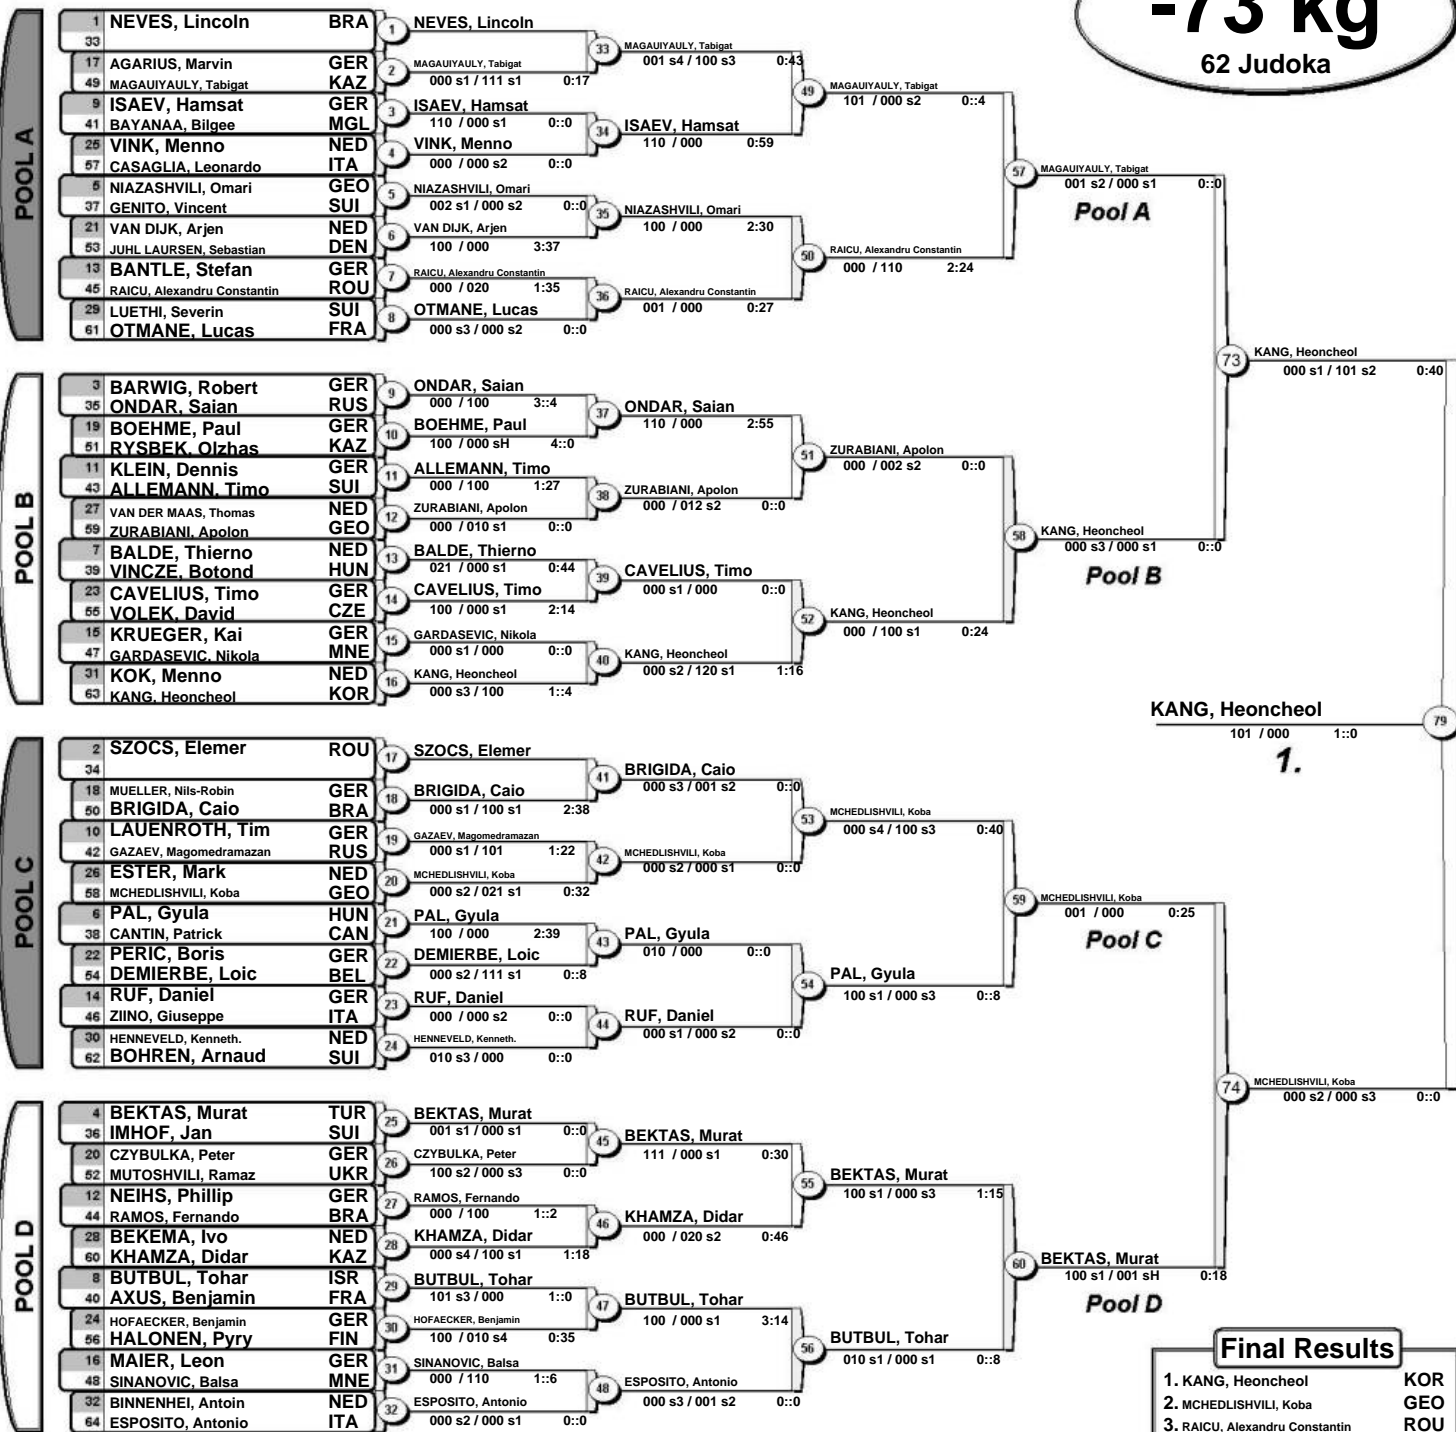 -73 kg
62 Judoka
POOL A
1 NEVES, Lincoln BRA
33
17 AGARIUS, Marvin GER
49 MAGAUIYAULY, Tabigat KAZ
9 ISAEV, Hamsat GER
41 BAYANAA, Bilgee MGL
25 VINK, Menno NED
57 CASAGLIA, Leonardo ITA
5 NIAZASHVILI, Omari GEO
37 GENITO, Vincent SUI
21 VAN DIJK, Arjen NED
53 JUHL LAURSEN, Sebastian DEN
13 BANTLE, Stefan GER
45 RAICU, Alexandru Constantin ROU
29 LUETHI, Severin SUI
61 OTMANE, Lucas FRA
1 NEVES, Lincoln
2 MAGAUIYAULY, Tabigat
000 s1 / 111 s1 0:17
3 ISAEV, Hamsat
110 / 000 s1 0::0
4 VINK, Menno
000 / 000 s2 0::0
5 NIAZASHVILI, Omari
002 s1 / 000 s2 0::0
6 VAN DIJK, Arjen
100 / 000 3:37
7 RAICU, Alexandru Constantin
000 / 020 1:35
8 OTMANE, Lucas
000 s3 / 000 s2 0::0
33 MAGAUIYAULY, Tabigat
001 s4 / 100 s3 0:43
34 ISAEV, Hamsat
110 / 000 0:59
35 NIAZASHVILI, Omari
100 / 000 2:30
36 RAICU, Alexandru Constantin
001 / 000 0:27
49 MAGAUIYAULY, Tabigat
101 / 000 s2 0::4
50 RAICU, Alexandru Constantin
000 / 110 2:24
57 MAGAUIYAULY, Tabigat
001 s2 / 000 s1 0::0
Pool A
POOL B
3 BARWIG, Robert GER
35 ONDAR, Saian RUS
19 BOEHME, Paul GER
51 RYSBEK, Olzhas KAZ
11 KLEIN, Dennis GER
43 ALLEMANN, Timo SUI
27 VAN DER MAAS, Thomas NED
59 ZURABIANI, Apolon GEO
7 BALDE, Thierno NED
39 VINCZE, Botond HUN
23 CAVELIUS, Timo GER
55 VOLEK, David CZE
15 KRUEGER, Kai GER
47 GARDASEVIC, Nikola MNE
31 KOK, Menno NED
63 KANG, Heoncheol KOR
9 ONDAR, Saian
000 / 100 3::4
10 BOEHME, Paul
100 / 000 sH 4::0
11 ALLEMANN, Timo
000 / 100 1:27
12 ZURABIANI, Apolon
000 / 010 s1 0::0
13 BALDE, Thierno
021 / 000 s1 0:44
14 CAVELIUS, Timo
100 / 000 s1 2:14
15 GARDASEVIC, Nikola
000 s1 / 000 0::0
16 KANG, Heoncheol
000 s3 / 100 1::4
37 ONDAR, Saian
110 / 000 2:55
38 ZURABIANI, Apolon
000 / 012 s2 0::0
39 CAVELIUS, Timo
000 s1 / 000 0::0
40 KANG, Heoncheol
000 s2 / 120 s1 1:16
51 ZURABIANI, Apolon
000 / 002 s2 0::0
52 KANG, Heoncheol
000 / 100 s1 0:24
58 KANG, Heoncheol
000 s3 / 000 s1 0::0
Pool B
73 KANG, Heoncheol
000 s1 / 101 s2 0:40
KANG, Heoncheol 79
101 / 000 1::0
1.
POOL C
2 SZOCS, Elemer ROU
34
18 MUELLER, Nils-Robin GER
50 BRIGIDA, Caio BRA
10 LAUENROTH, Tim GER
42 GAZAEV, Magomedramazan RUS
26 ESTER, Mark NED
58 MCHEDLISHVILI, Koba GEO
6 PAL, Gyula HUN
38 CANTIN, Patrick CAN
22 PERIC, Boris GER
54 DEMIERBE, Loic BEL
14 RUF, Daniel GER
46 ZIINO, Giuseppe ITA
30 HENNEVELD, Kenneth. NED
62 BOHREN, Arnaud SUI
17 SZOCS, Elemer
18 BRIGIDA, Caio
000 s1 / 100 s1 2:38
19 GAZAEV, Magomedramazan
000 s1 / 101 1:22
20 MCHEDLISHVILI, Koba
000 s2 / 021 s1 0:32
21 PAL, Gyula
100 / 000 2:39
22 DEMIERBE, Loic
000 s2 / 111 s1 0::8
23 RUF, Daniel
000 / 000 s2 0::0
24 HENNEVELD, Kenneth.
010 s3 / 000 0::0
41 BRIGIDA, Caio
000 s3 / 001 s2 0::0
42 MCHEDLISHVILI, Koba
000 s2 / 000 s1 0::0
43 PAL, Gyula
010 / 000 0::0
44 RUF, Daniel
000 s1 / 000 s2 0::0
53 MCHEDLISHVILI, Koba
000 s4 / 100 s3 0:40
54 PAL, Gyula
100 s1 / 000 s3 0::8
59 MCHEDLISHVILI, Koba
001 / 000 0:25
Pool C
74 MCHEDLISHVILI, Koba
000 s2 / 000 s3 0::0
POOL D
4 BEKTAS, Murat TUR
36 IMHOF, Jan SUI
20 CZYBULKA, Peter GER
52 MUTOSHVILI, Ramaz UKR
12 NEIHS, Phillip GER
44 RAMOS, Fernando BRA
28 BEKEMA, Ivo NED
60 KHAMZA, Didar KAZ
8 BUTBUL, Tohar ISR
40 AXUS, Benjamin FRA
24 HOFAECKER, Benjamin GER
56 HALONEN, Pyry FIN
16 MAIER, Leon GER
48 SINANOVIC, Balsa MNE
32 BINNENHEI, Antoin NED
64 ESPOSITO, Antonio ITA
25 BEKTAS, Murat
001 s1 / 000 s1 0::0
26 CZYBULKA, Peter
100 s2 / 000 s3 0::0
27 RAMOS, Fernando
000 / 100 1::2
28 KHAMZA, Didar
000 s4 / 100 s1 1:18
29 BUTBUL, Tohar
101 s3 / 000 1::0
30 HOFAECKER, Benjamin
100 / 010 s4 0:35
31 SINANOVIC, Balsa
000 / 110 1::6
32 ESPOSITO, Antonio
000 s2 / 000 s1 0::0
45 BEKTAS, Murat
111 / 000 s1 0:30
46 KHAMZA, Didar
000 / 020 s2 0:46
47 BUTBUL, Tohar
100 / 000 s1 3:14
48 ESPOSITO, Antonio
000 s3 / 001 s2 0::0
55 BEKTAS, Murat
100 s1 / 000 s3 1:15
56 BUTBUL, Tohar
010 s1 / 000 s1 0::8
60 BEKTAS, Murat
100 s1 / 001 sH 0:18
Pool D
Final Results
1. KANG, Heoncheol KOR
2. MCHEDLISHVILI, Koba GEO
3. RAICU, Alexandru Constantin ROU